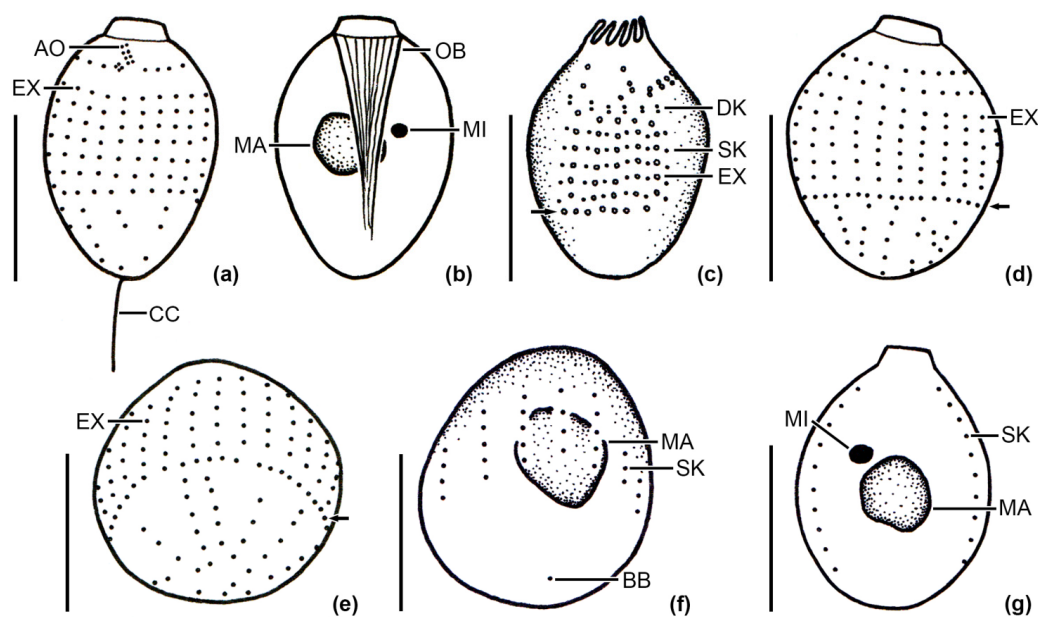 AO
EX
CC
(a)
OB
MA
MI
(b)
DK
SK
EX
(c)
EX
(d)
EX
(e)
MA
SK
BB
(f)
MI
SK
MA
(g)